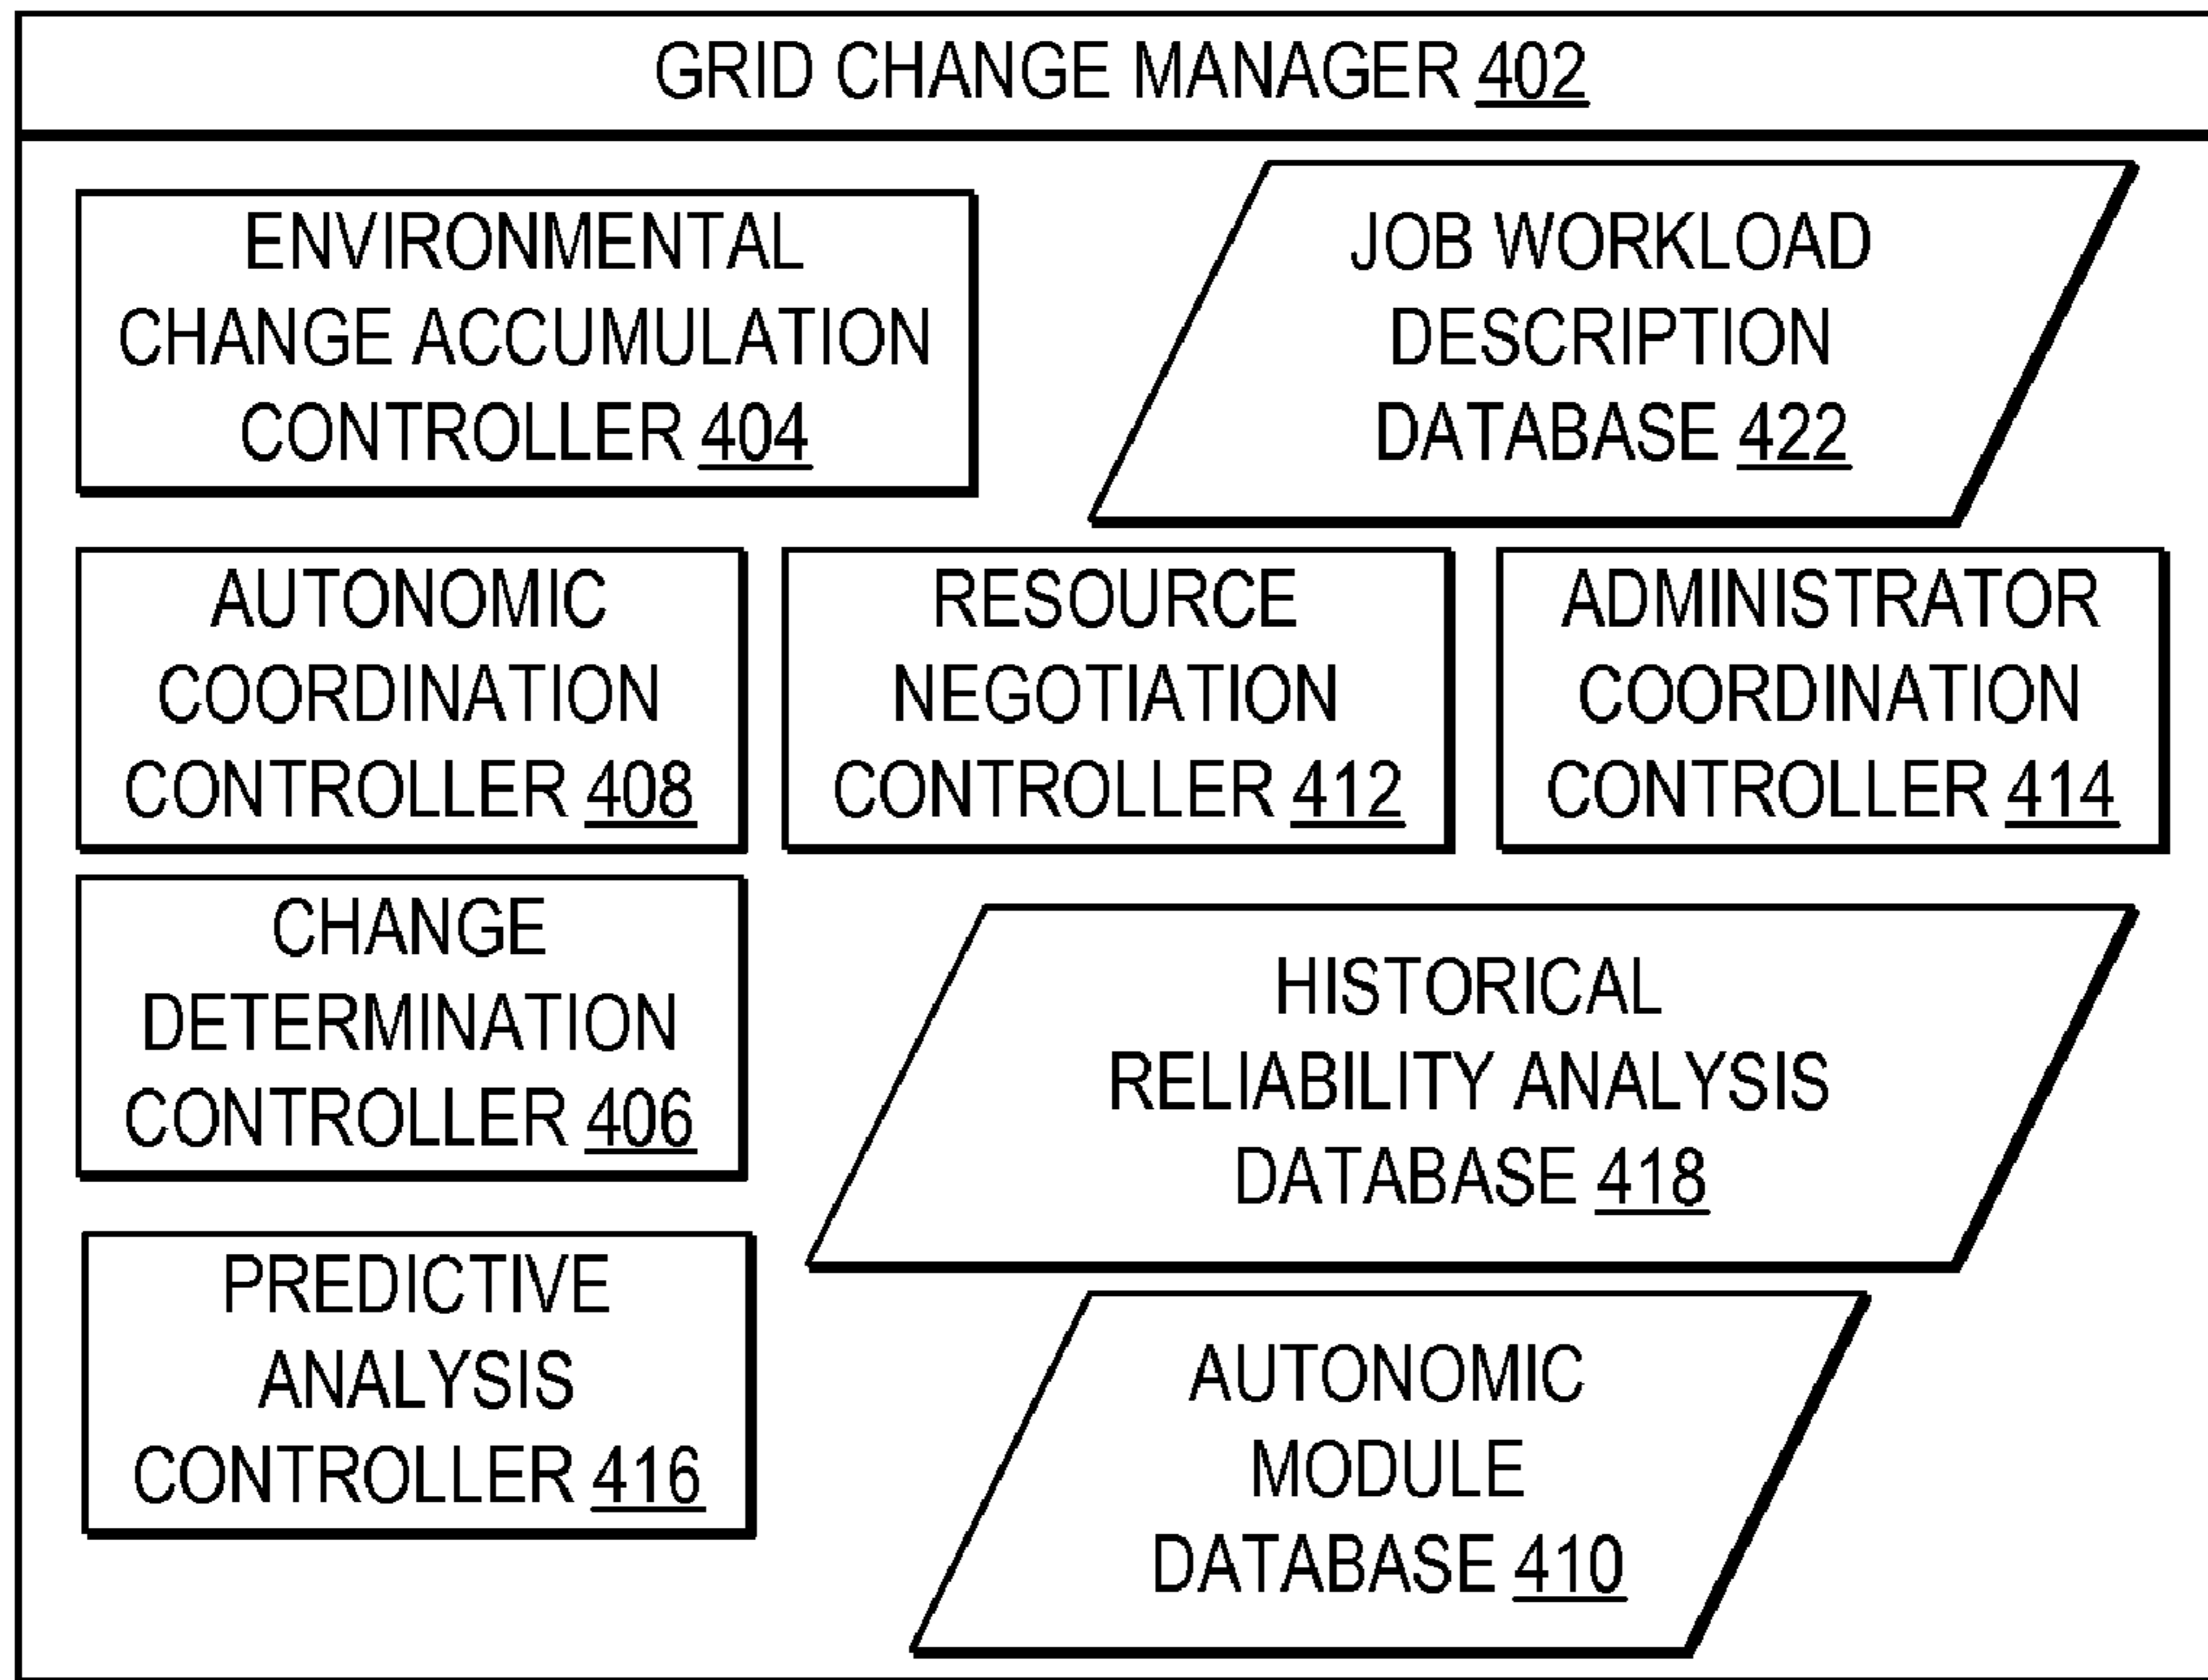 GRID CHANGE MANAGER 402
ENVIRONMENTAL
CHANGE ACCUMULATION
CONTROLLER 404
JOB WORKLOAD
DESCRIPTION
DATABASE 422
AUTONOMIC
COORDINATION
CONTROLLER 408
RESOURCE
NEGOTIATION
CONTROLLER 412
ADMINISTRATOR
COORDINATION
CONTROLLER 414
CHANGE
DETERMINATION
CONTROLLER 406
HISTORICAL
RELIABILITY ANALYSIS
DATABASE 418
PREDICTIVE
ANALYSIS
CONTROLLER 416
AUTONOMIC
MODULE
DATABASE 410